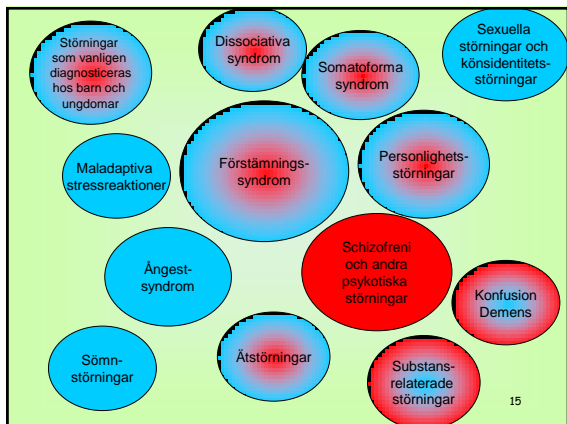 Störningar
som vanligen
diagnosticeras
hos barn och
ungdomar
Dissociativa
syndrom
Somatoforma
syndrom
Sexuella
störningar och
könsidentitets-
störningar
Maladaptiva
stressreaktioner
Förstämnings-
syndrom
Personlighets-
störningar
Ångest-
syndrom
Schizofreni
och andra
psykotiska
störningar
Konfusion
Demens
Sömn-
störningar
Ätstörningar
Substans-
relaterade
störningar
15